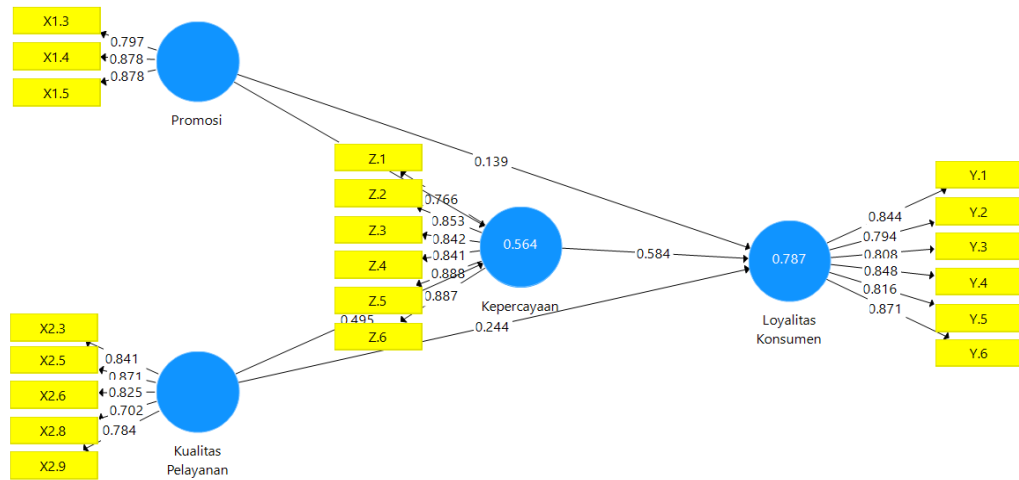 X1.3
0.797
X1.4
0.878
X1.5
0.878
Promosi
0.139
Z.1
0.766
Z.2
0.853
Z.3
0.842
Z.4
0.841
Z.5
0.888
Z.6
0.887
0.564
Kepercayaan
0.584
0.495
0.244
X2.3
0.841
X2.5
0.871
X2.6
0.825
X2.8
0.702
X2.9
0.784
Kualitas
Pelayanan
0.787
Loyalitas
Konsumen
Y.1
0.844
Y.2
0.794
Y.3
0.808
Y.4
0.848
Y.5
0.816
Y.6
0.871